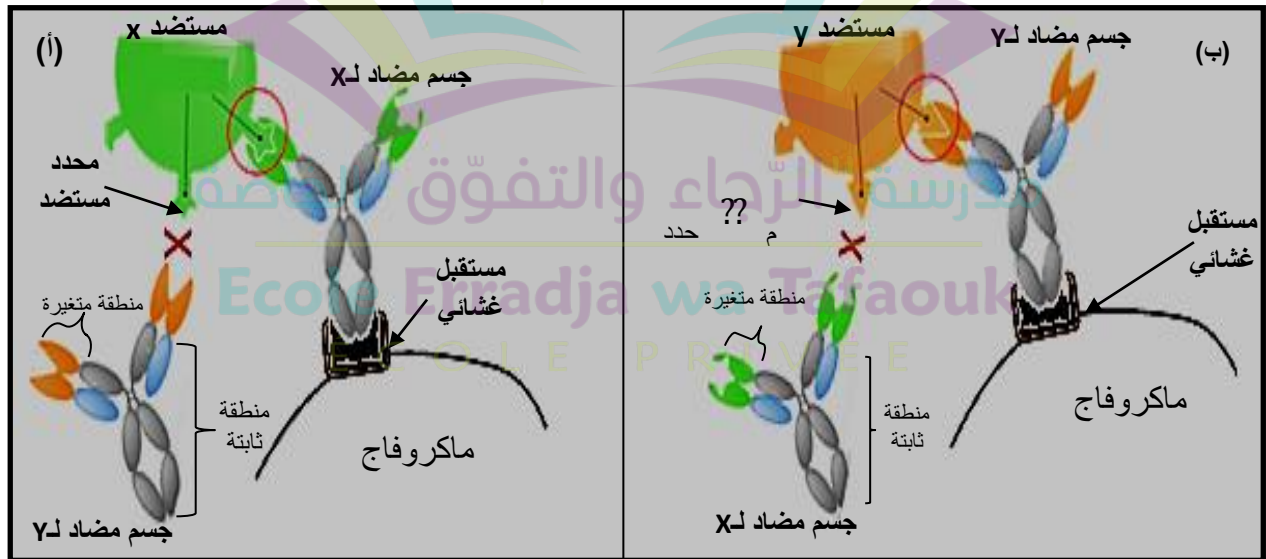 (أ)
مستضد x
جسم مضاد لـX
محدد
مستضد
منطقة متغيرة
مستقبل
غشائي
منطقة
ثابتة
ماكروفاج
جسم مضاد لـY
(ب)
مستضد y
جسم مضاد لـY
م ?? حدد
مستقبل
غشائي
منطقة متغيرة
منطقة
ثابتة
ماكروفاج
جسم مضاد لـX
مدرسة الرّجاء والتفوّق الخاصة
Ecole Erradja wa Tafaouk
ECOLE PRIVÉE